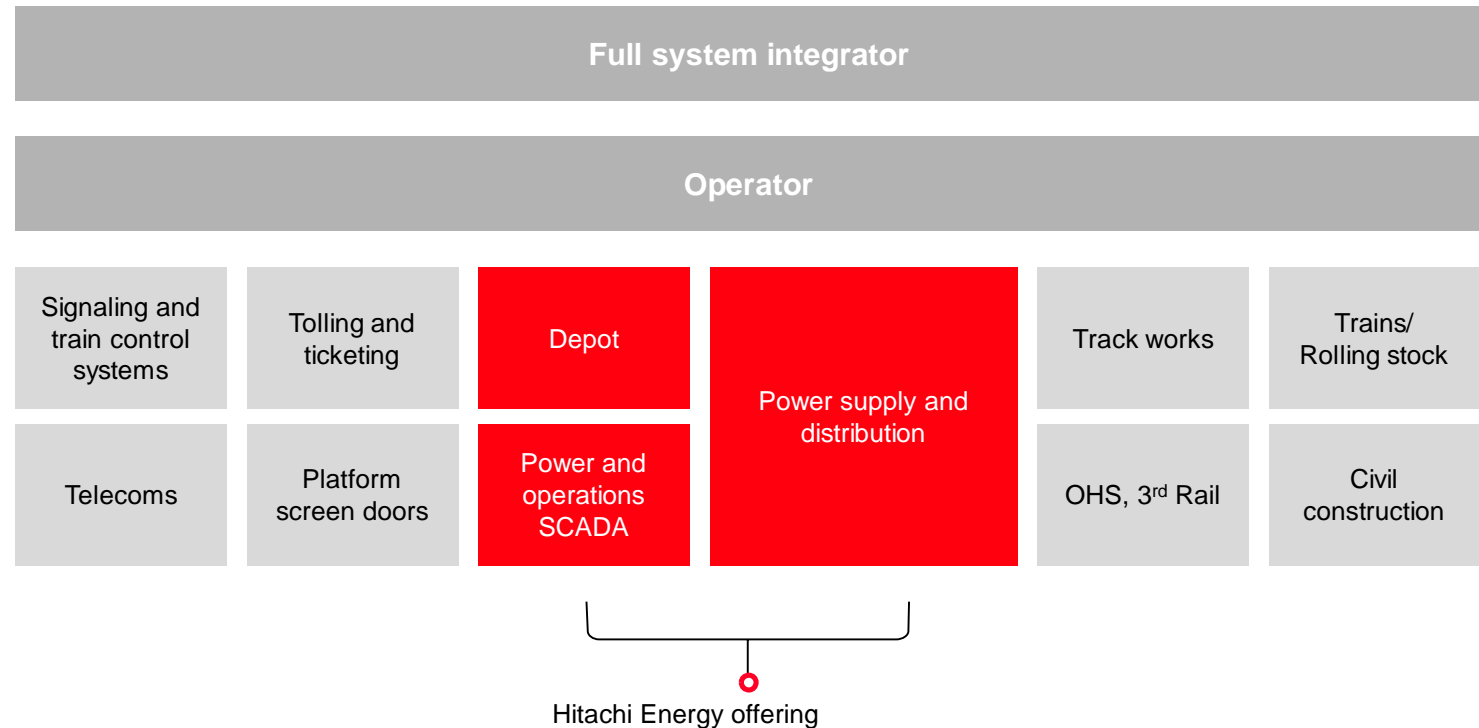 Full system integrator
Operator
Signaling and
train control
systems
Tolling and
ticketing
Depot
Power supply and
distribution
Track works
Trains/
Rolling stock
Telecoms
Platform
screen doors
Power and
operations
SCADA
OHS, 3rd Rail
Civil
construction
Hitachi Energy offering